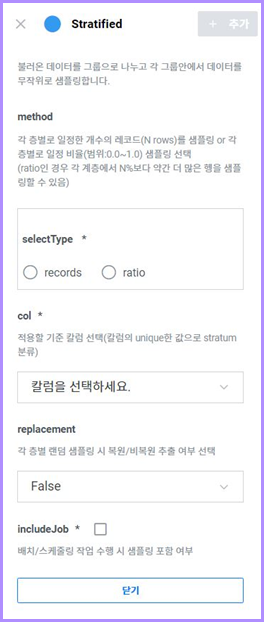 Stratified
+ 추가
불러온 데이터를 그룹으로 나누고 각 그룹안에서 데이터를
무작위로 샘플링합니다.
method
각 층별로 일정한 개수의 레코드(N rows)를 샘플링 or 각
층별로 일정 비율(범위:0.0~1.0) 샘플링 선택
(ratio인 경우 각 계층에서 N%보다 약간 더 많은 행을 샘플
링할 수 있음)
selectType *
records ratio
col *
적용할 기준 칼럼 선택(칼럼의 unique한 값으로 stratum
분류)
칼럼을 선택하세요.
replacement
각 층별 랜덤 샘플링 시 복원/비복원 추출 여부 선택
False
includeJob *
배치/스케줄링 작업 수행 시 샘플링 포함 여부
닫기